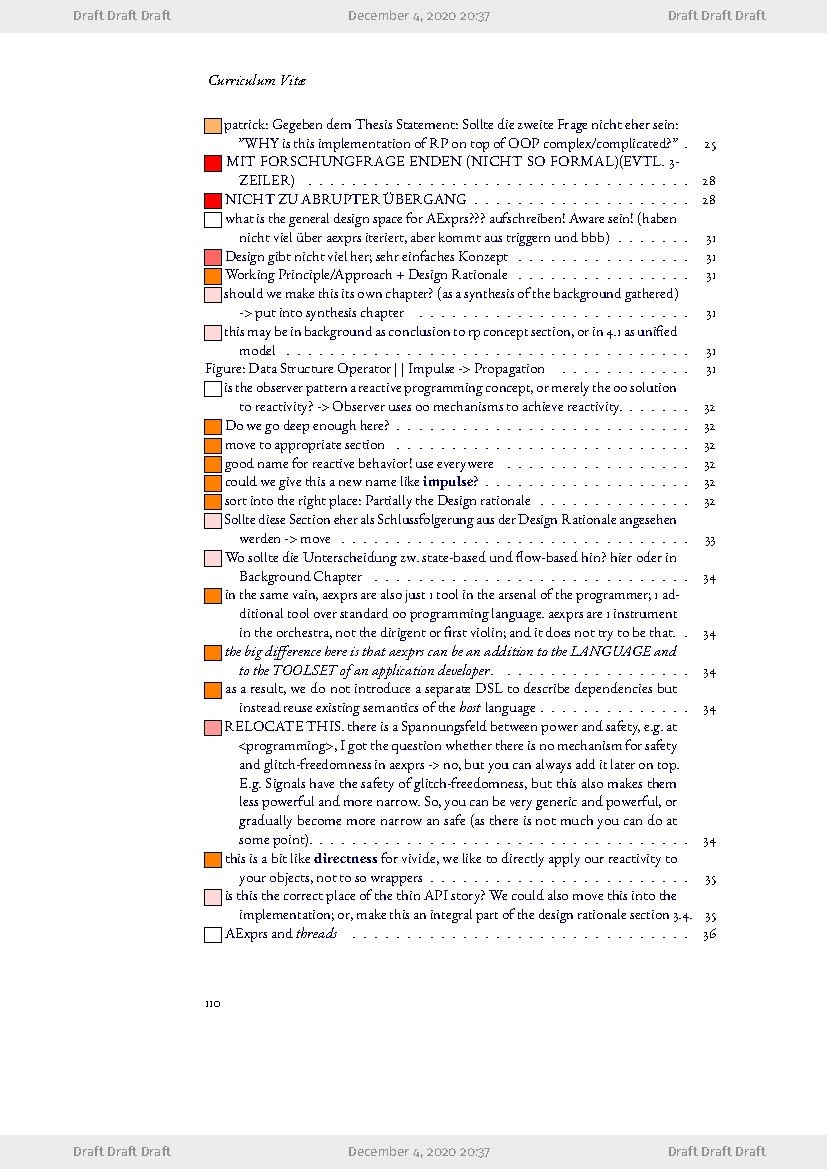 Draft Draft Draft December 4, 2020 20:37 Draft Draft Draft
Curriculum Vitæ
patrick: Gegeben dem Thesis Statement: Sollte die zweite Frage nicht eher sein:
"WHY is this implementation of RP on top of OOP complex/complicated?" . 25
MIT FORSCHUNGFRAGE ENDEN (NICHT SO FORMAL)(EVTL. 3-
ZEILER) . . . . . . . . . . . . . . . . . . . . . . . . . . . . . . . . . . . 28
NICHT ZU ABRUPTER ÜBERGANG . . . . . . . . . . . . . . . . . . . . 28
what is the general design space for AExprs??? aufschreiben! Aware sein! (haben
nicht viel über aexprs iteriert, aber kommt aus triggern und bbb) . . . . . . . 31
Design gibt nicht viel her; sehr einfaches Konzept . . . . . . . . . . . . . . . . 31
Working Principle/Approach + Design Rationale . . . . . . . . . . . . . . . . 31
should we make this its own chapter? (as a synthesis of the background gathered)
-> put into synthesis chapter . . . . . . . . . . . . . . . . . . . . . . . . . 31
this may be in background as conclusion to rp concept section, or in 4.1 as unified
model . . . . . . . . . . . . . . . . . . . . . . . . . . . . . . . . . . . . . 31
Figure: Data Structure Operator || Impulse -> Propagation . . . . . . . . . . . . 31
is the observer pattern a reactive programming concept, or merely the oo solution
to reactivity? -> Observer uses oo mechanisms to achieve reactivity. . . . . . . 32
Do we go deep enough here? . . . . . . . . . . . . . . . . . . . . . . . . . . . 32
move to appropriate section . . . . . . . . . . . . . . . . . . . . . . . . . . . 32
good name for reactive behavior! use everywere . . . . . . . . . . . . . . . . . 32
could we give this a new name like impulse? . . . . . . . . . . . . . . . . . . . 32
sort into the right place: Partially the Design rationale . . . . . . . . . . . . . . 32
Sollte diese Section eher als Schlussfolgerung aus der Design Rationale angesehen
werden -> move . . . . . . . . . . . . . . . . . . . . . . . . . . . . . . . . 33
Wo sollte die Unterscheidung zw. state-based und flow-based hin? hier oder in
Background Chapter . . . . . . . . . . . . . . . . . . . . . . . . . . . . . 34
in the same vain, aexprs are also just 1 tool in the arsenal of the programmer; 1 ad-
ditional tool over standard oo programming language. aexprs are 1 instrument
in the orchestra, not the dirigent or first violin; and it does not try to be that. . 34
the big difference here is that aexprs can be an addition to the LANGUAGE and
to the TOOLSET of an application developer. . . . . . . . . . . . . . . . . . 34
as a result, we do not introduce a separate DSL to describe dependencies but
instead reuse existing semantics of the host language . . . . . . . . . . . . . . 34
RELOCATE THIS. there is a Spannungsfeld between power and safety, e.g. at
<programming>, I got the question whether there is no mechanism for safety
and glitch-freedomness in aexprs -> no, but you can always add it later on top.
E.g. Signals have the safety of glitch-freedomness, but this also makes them
less powerful and more narrow. So, you can be very generic and powerful, or
gradually become more narrow an safe (as there is not much you can do at
some point). . . . . . . . . . . . . . . . . . . . . . . . . . . . . . . . . . . 34
this is a bit like directness for vivide, we like to directly apply our reactivity to
your objects, not to so wrappers . . . . . . . . . . . . . . . . . . . . . . . . 35
is this the correct place of the thin API story? We could also move this into the
implementation; or, make this an integral part of the design rationale section 3.4. 35
AExprs and threads . . . . . . . . . . . . . . . . . . . . . . . . . . . . . . . 36
110
Draft Draft Draft December 4, 2020 20:37 Draft Draft Draft